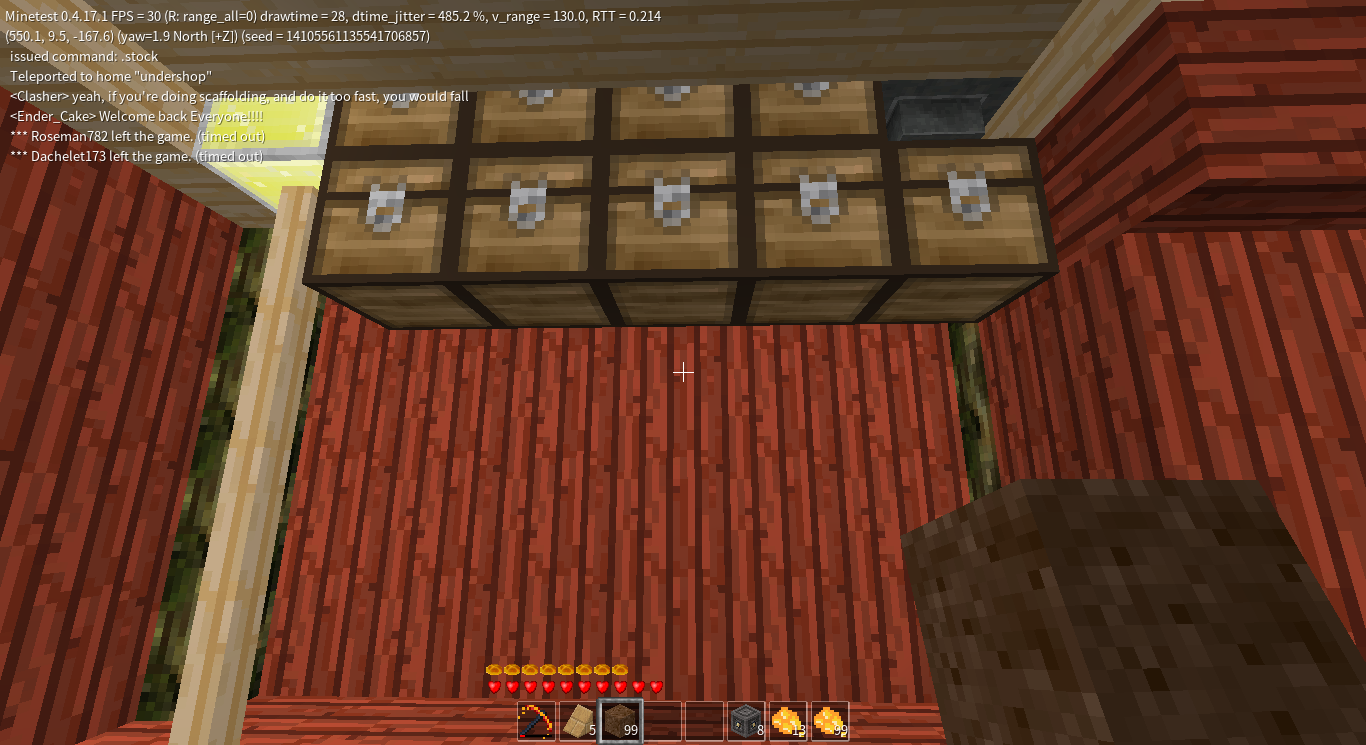 Minetest 0.4.17.1 FPS = 30 (R: range_all=0) drawtime = 28, dtime_jitter = 485.2 %, v_range = 130.0, RTT = 0.214
(550.1, 9.5, -167.6) (yaw=1.9 North [+Z]) (seed = 14105561135541706857)
issued command: .stock
Teleported to home "undershop"
<Clasher> yeah, if you're doing scaffolding, and do it too fast, you would fall
<Ender_Cake> Welcome back Everyone!!!!
*** Roseman782 left the game. (timed out)
*** Dachelet173 left the game. (timed out)
5 99 8 13 99